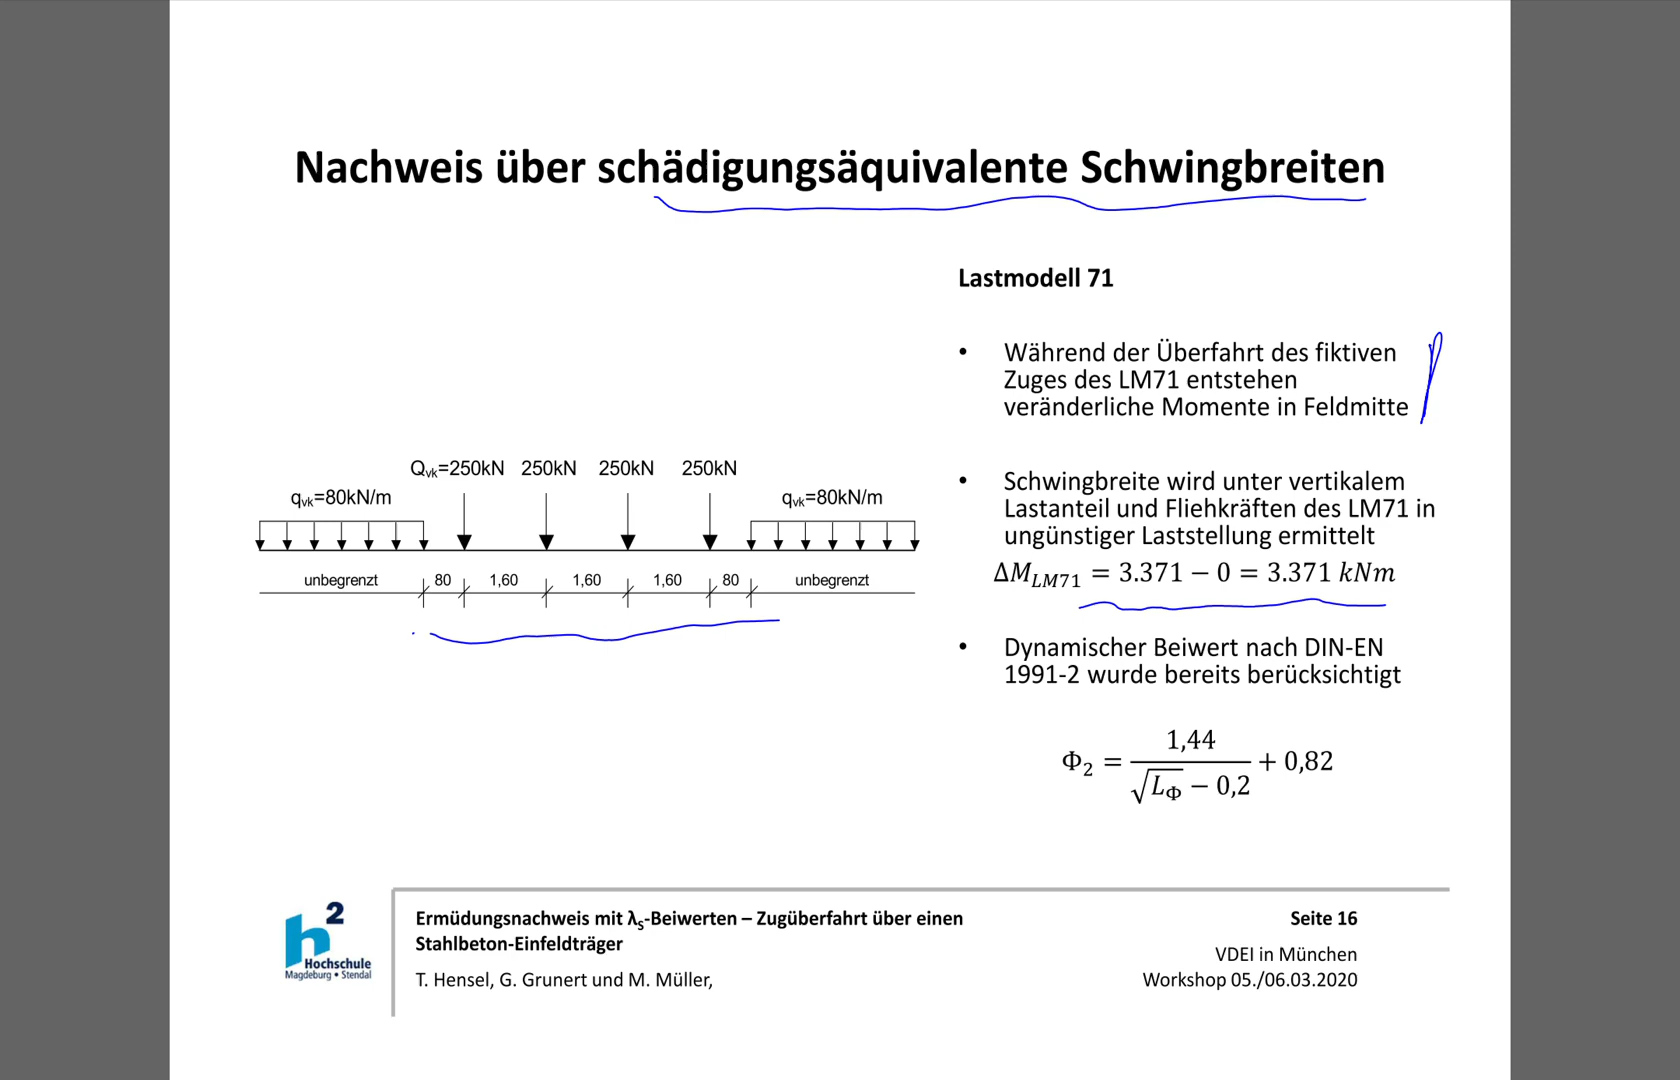 Nachweis über schädigungsäquivalente Schwingbreiten
Lastmodell 71
• Während der Überfahrt des fiktiven
Zuges des LM71 entstehen
veränderliche Momente in Feldmitte
Qvk=250kN 250kN 250kN 250kN
qvk=80kN/m qvk=80kN/m
unbegrenzt 80 1,60 1,60 1,60 80 unbegrenzt
• Schwingbreite wird unter vertikalem
Lastanteil und Fliehkräften des LM71 in
ungünstiger Laststellung ermittelt
ΔM_LM71 = 3.371 − 0 = 3.371 kNm
• Dynamischer Beiwert nach DIN-EN
1991-2 wurde bereits berücksichtigt
Φ₂ = 1,44 / (√L_Φ − 0,2) + 0,82
h2
Hochschule
Magdeburg • Stendal
Ermüdungsnachweis mit λs-Beiwerten – Zugüberfahrt über einen
Stahlbeton-Einfeldträger
T. Hensel, G. Grunert und M. Müller,
Seite 16
VDEI in München
Workshop 05./06.03.2020